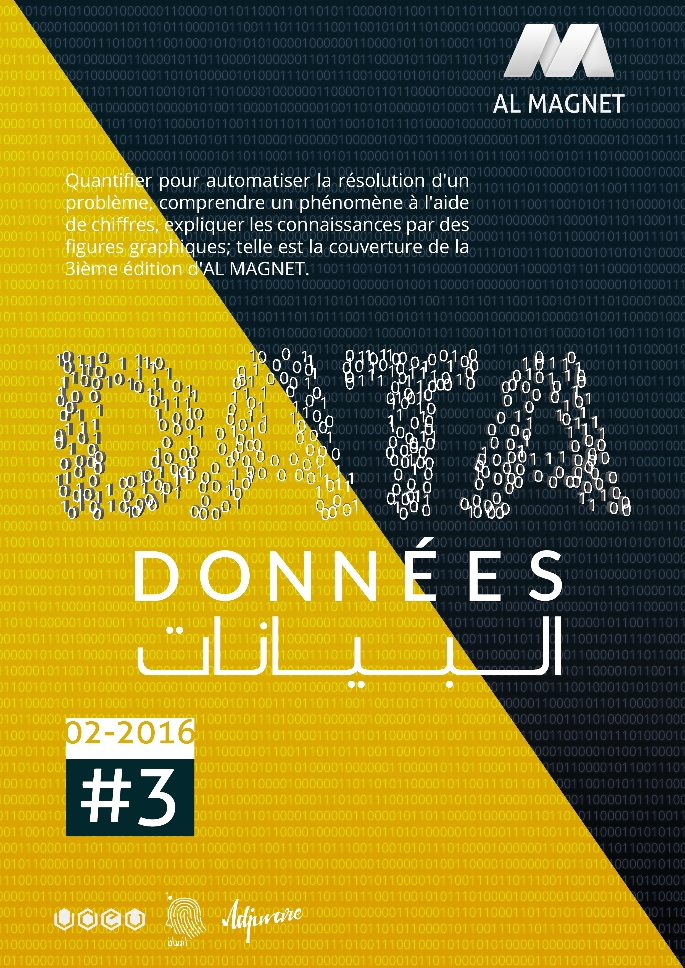 AL MAGNET
Quantifier pour automatiser la résolution d'un
problème, comprendre un phénomène à l'aide
de chiffres, expliquer les connaissances par des
figures graphiques; telle est la couverture de la
3ième édition d'AL MAGNET.
DATA
DONNÉES
البيانات
02-2016
#3
Adjiware